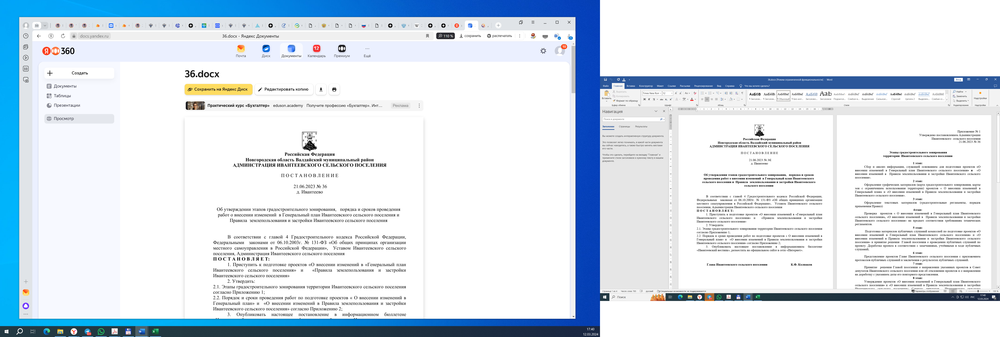 33
docs.yandex.ru
36.docx - Яндекс Документы
110 %
сохранить
распечатать
25
Я 360
Почта
Диск
Документы
12
Календарь
Премиум
Ещё
10
Создать
Документы
Таблицы
Презентации
Просмотр
33
36.docx
Сохранить на Яндекс Диск
Редактировать копию
Практический курс «Бухгалтер» eduson.academy Получите профессию «Бухгалтер». Инт...
Реклама
Российская Федерация
Новгородская область Валдайский муниципальный район
АДМИНСТРАЦИЯ ИВАНТЕЕВСКОГО СЕЛЬСКОГО ПОСЕЛЕНИЯ
П О С Т А Н О В Л Е Н И Е
21.06.2023 № 36
д. Ивантеево
Об утверждении этапов градостроительного зонирования, порядка и сроков проведения
работ о внесении изменений в Генеральный план Ивантеевского сельского поселения и
Правила землепользования и застройки Ивантеевского сельского поселения
В соответствии с главой 4 Градостроительного кодекса Российской Федерации,
Федеральными законами от 06.10.2003г. № 131-ФЗ «Об общих принципах организации
местного самоуправления в Российской Федерации», Уставом Ивантеевского сельского
поселения, Администрация Ивантеевского сельского поселения
П О С Т А Н О В Л Я Е Т:
1. Приступить к подготовке проектов «О внесении изменений в «Генеральный план
Ивантеевского сельского поселения» и «Правила землепользования и застройки
Ивантеевского сельского поселения»
2. Утвердить:
2.1. Этапы градостроительного зонирования территории Ивантеевского сельского поселения
согласно Приложению 1;
2.2. Порядок и сроки проведения работ по подготовке проектов « О внесении изменений в
Генеральный план» и «О внесении изменений в Правила землепользования и застройки
Ивантеевского сельского поселения» согласно Приложению 2;
3. Опубликовать настоящее постановление в информационном бюллетене
611
17:40
12.03.2024
36.docx [Режим ограниченной функциональности] - Word
Вход
Файл Главная Вставка Конструктор Макет Ссылки Рассылки Рецензирование Вид Справка Что вы хотите сделать?
Вставить
Вырезать
Копировать
Формат по образцу
Буфер обмена
Times New Ron 12
Шрифт
Абзац
¶ Заголов... ¶ Заголов... ¶ Обычный ¶ Без инт... Заголово... Заголовок Подзагол... Слабое в... Выделение Сильное... Строгий Цитата 2 Выделен... Слабая сс...
Стили
Найти
Заменить
Выделить
Редактирование
Надстройки
Надстройки
Навигация
Поиск в документе
Заголовки Страницы Результаты
Вы можете создать интерактивную структуру документа.
Это позволит легко понимать, в какой части документа
вы сейчас находитесь, а также быстро менять местами
его части.
Чтобы это сделать, перейдите на вкладку "Главная" и
примените стили заголовков к нужному тексту в вашем
документе.
Российская Федерация
Новгородская область Валдайский муниципальный район
АДМИНСТРАЦИЯ ИВАНТЕЕВСКОГО СЕЛЬСКОГО ПОСЕЛЕНИЯ
П О С Т А Н О В Л Е Н И Е
21.06.2023 № 36
д. Ивантеево
Об утверждении этапов градостроительного зонирования, порядка и сроков
проведения работ о внесении изменений в Генеральный план Ивантеевского
сельского поселения и Правила землепользования и застройки Ивантеевского
сельского поселения
В соответствии с главой 4 Градостроительного кодекса Российской Федерации,
Федеральными законами от 06.10.2003г. № 131-ФЗ «Об общих принципах организации
местного самоуправления в Российской Федерации», Уставом Ивантеевского сельского
поселения, Администрация Ивантеевского сельского поселения
П О С Т А Н О В Л Я Е Т:
1. Приступить к подготовке проектов «О внесении изменений в «Генеральный план
Ивантеевского сельского поселения» и «Правила землепользования и застройки
Ивантеевского сельского поселения»
2. Утвердить:
2.1. Этапы градостроительного зонирования территории Ивантеевского сельского поселения
согласно Приложению 1;
2.2. Порядок и сроки проведения работ по подготовке проектов « О внесении изменений в
Генеральный план» и «О внесении изменений в Правила землепользования и застройки
Ивантеевского сельского поселения» согласно Приложению 2;
3. Опубликовать настоящее постановление в информационном бюллетене
«Ивантеевский вестник», разместить на официальном сайте в сети «Интернет».
Глава Ивантеевского сельского поселения К.Ф. Колпаков
Приложение № 1
Утверждено постановлением Администрации
Ивантеевского сельского поселения
21.06.2023 № 36
Этапы градостроительного зонирования
территории Ивантеевского сельского поселения
1 этап:
Сбор и анализ информации, служащей основанием для подготовки проектов «О
внесении изменений в Генеральный план Ивантеевского сельского поселения» и «О
внесении изменений в Правила землепользования и застройки Ивантеевского сельского
поселения».
2 этап:
Оформление графических материалов (карта градостроительного зонирования, карты
зон с ограничением использования территории) проектов « О внесении изменений в
Генеральный план» и «О внесении изменений в Правила землепользования и застройки
Ивантеевского сельского поселения».
3 этап:
Оформление текстовых материалов (градостроительные регламенты, порядок
применения Правил)
4этап:
Проверка проектов « О внесении изменений в Генеральный план Ивантеевского
сельского поселения», «О внесении изменений в Правила землепользования и застройки
Ивантеевского сельского поселения» на предмет соответствия требованиям технических
регламентов.
5 этап:
Подготовка материалов публичных слушаний комиссией по подготовке проектов «О
внесении изменений в Генеральный план Ивантеевского сельского поселения» и «О
внесении изменений в Правила землепользования и застройки Ивантеевского сельского
поселения» и принятие решения Главой поселения о проведении публичных слушаний по
проекту. Доработка проекта в соответствии с замечаниями, учтёнными в ходе публичных
слушаний;
6 этап:
Представление проектов Главе Ивантеевского сельского поселения с приложением
протоколов публичных слушаний и заключения о результатах публичных слушаний.
7 этап:
Принятие решения Главой поселения о направлении указанных проектов в Совет
депутатов Ивантеевского сельского поселения или об отклонении проектов и о направлении
на доработку с указанием даты его повторного представления.
8 этап:
Утверждение проектов «О внесении изменений в Генеральный план Ивантеевского
сельского поселения» и «О внесении изменений в Правила землепользования и застройки
Ивантеевского сельского поселения» Советом депутатов Ивантеевского сельского
Страница 1 из 4 Число слов: 785 русский Специальные возможности: не поддерживаются
Параметры отображения
100 %
Поиск
РУС
17:40
12.03.2024